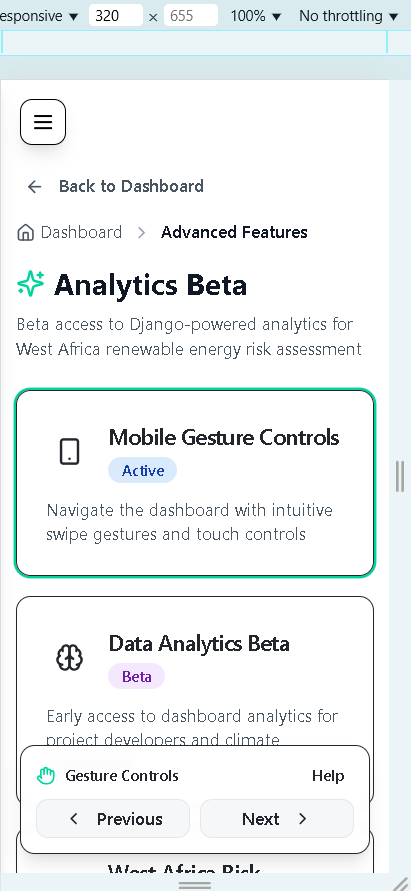 esponsive ▼ 320 × 655 100% ▼ No throttling ▼
Back to Dashboard
Dashboard > Advanced Features
Analytics Beta
Beta access to Django-powered analytics for
West Africa renewable energy risk assessment
Mobile Gesture Controls
Active
Navigate the dashboard with intuitive
swipe gestures and touch controls
Data Analytics Beta
Beta
Early access to dashboard analytics for
project developers and climate
Gesture Controls Help
Previous Next
West Africa Risk